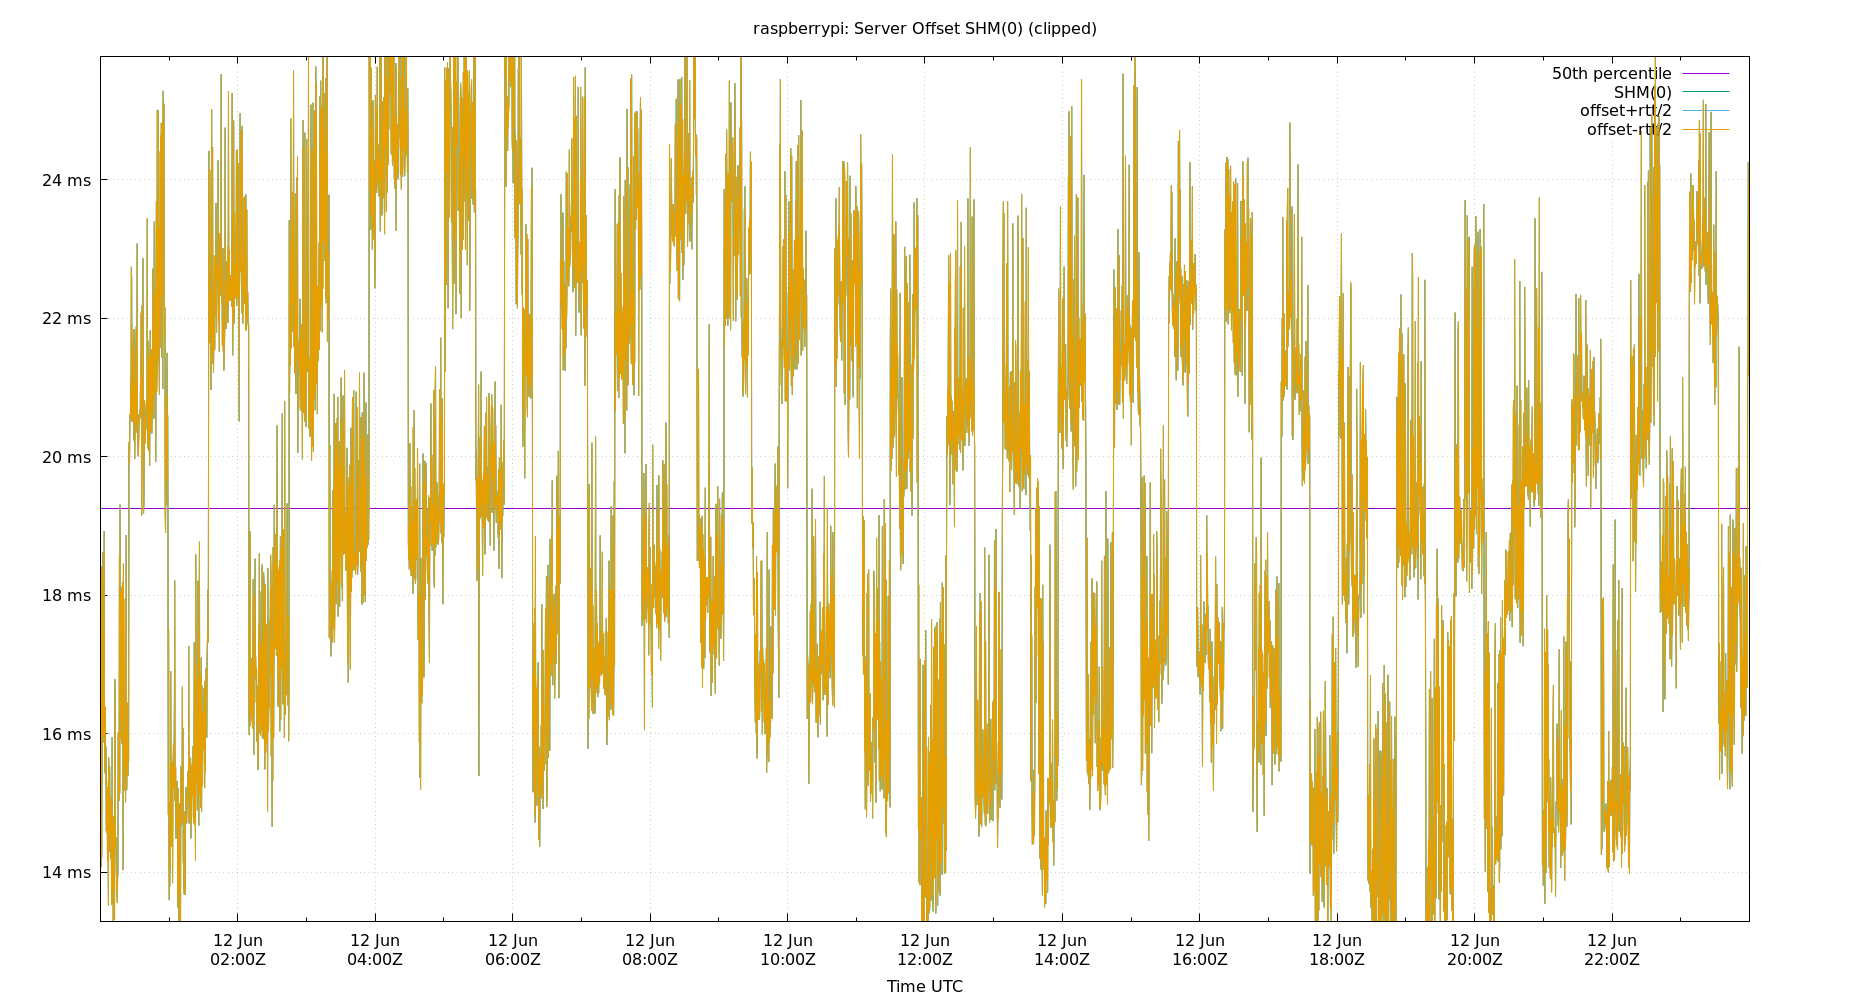 raspberrypi: Server Offset SHM(0) (clipped)
50th percentile
SHM(0)
offset+rtt/2
offset-rtt/2
24 ms
22 ms
20 ms
18 ms
16 ms
14 ms
12 Jun 12 Jun 12 Jun 12 Jun 12 Jun 12 Jun 12 Jun 12 Jun 12 Jun 12 Jun 12 Jun
02:00Z 04:00Z 06:00Z 08:00Z 10:00Z 12:00Z 14:00Z 16:00Z 18:00Z 20:00Z 22:00Z
Time UTC